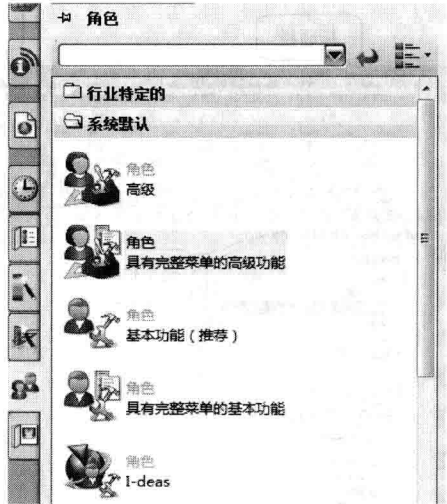 角色
行业特定的
系统默认
角色
高级
角色
具有完整菜单的高级功能
角色
基本功能（推荐）
角色
具有完整菜单的基本功能
角色
I-deas